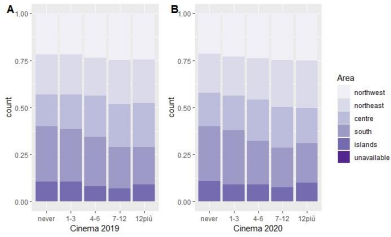 A
B
1.00
0.75
0.50
0.25
0.00
count
never 1-3 4-6 7-12 12più
Cinema 2019
1.00
0.75
0.50
0.25
0.00
count
never 1-3 4-6 7-12 12più
Cinema 2020
Area
northwest
northeast
centre
south
islands
unavailable